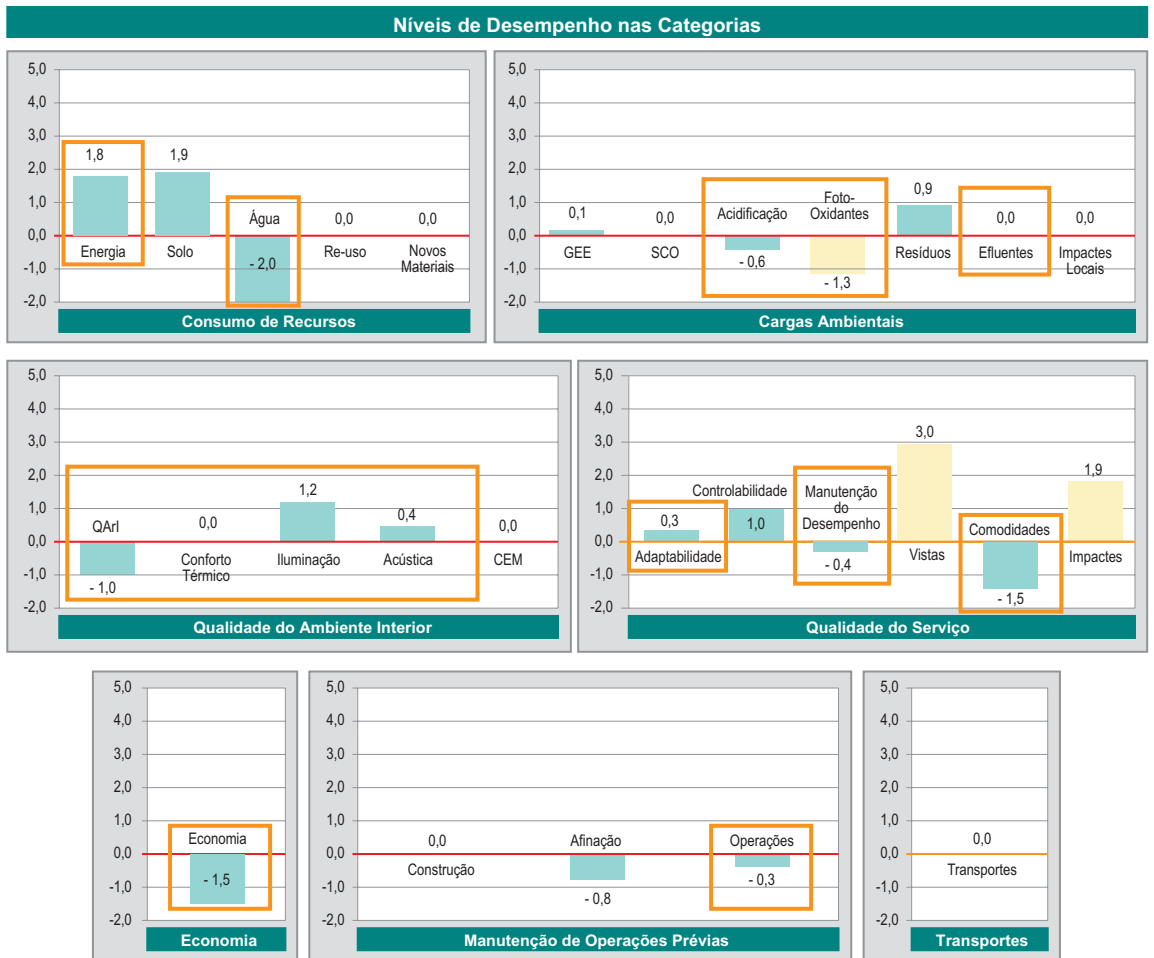 Níveis de Desempenho nas Categorias
5,0
4,0
3,0
2,0
1,0
0,0
-1,0
-2,0
1,8
1,9
Água
0,0
0,0
Energia
Solo
- 2,0
Re-uso
Novos
Materiais
Consumo de Recursos
5,0
4,0
3,0
2,0
1,0
0,0
-1,0
-2,0
0,1
0,0
Acidificação
Foto-
Oxidantes
0,9
0,0
0,0
GEE
SCO
- 0,6
- 1,3
Resíduos
Efluentes
Impactes
Locais
Cargas Ambientais
5,0
4,0
3,0
2,0
1,0
0,0
-1,0
-2,0
QArI
0,0
1,2
0,4
0,0
- 1,0
Conforto
Térmico
Iluminação
Acústica
CEM
Qualidade do Ambiente Interior
5,0
4,0
3,0
2,0
1,0
0,0
-1,0
-2,0
0,3
Controlabilidade
1,0
Manutenção
do
Desempenho
3,0
Comodidades
1,9
Adaptabilidade
- 0,4
Vistas
- 1,5
Impactes
Qualidade do Serviço
5,0
4,0
3,0
2,0
1,0
0,0
-1,0
-2,0
Economia
- 1,5
Economia
5,0
4,0
3,0
2,0
1,0
0,0
-1,0
-2,0
0,0
Afinação
Operações
Construção
- 0,8
- 0,3
Manutenção de Operações Prévias
5,0
4,0
3,0
2,0
1,0
0,0
-1,0
-2,0
0,0
Transportes
Transportes